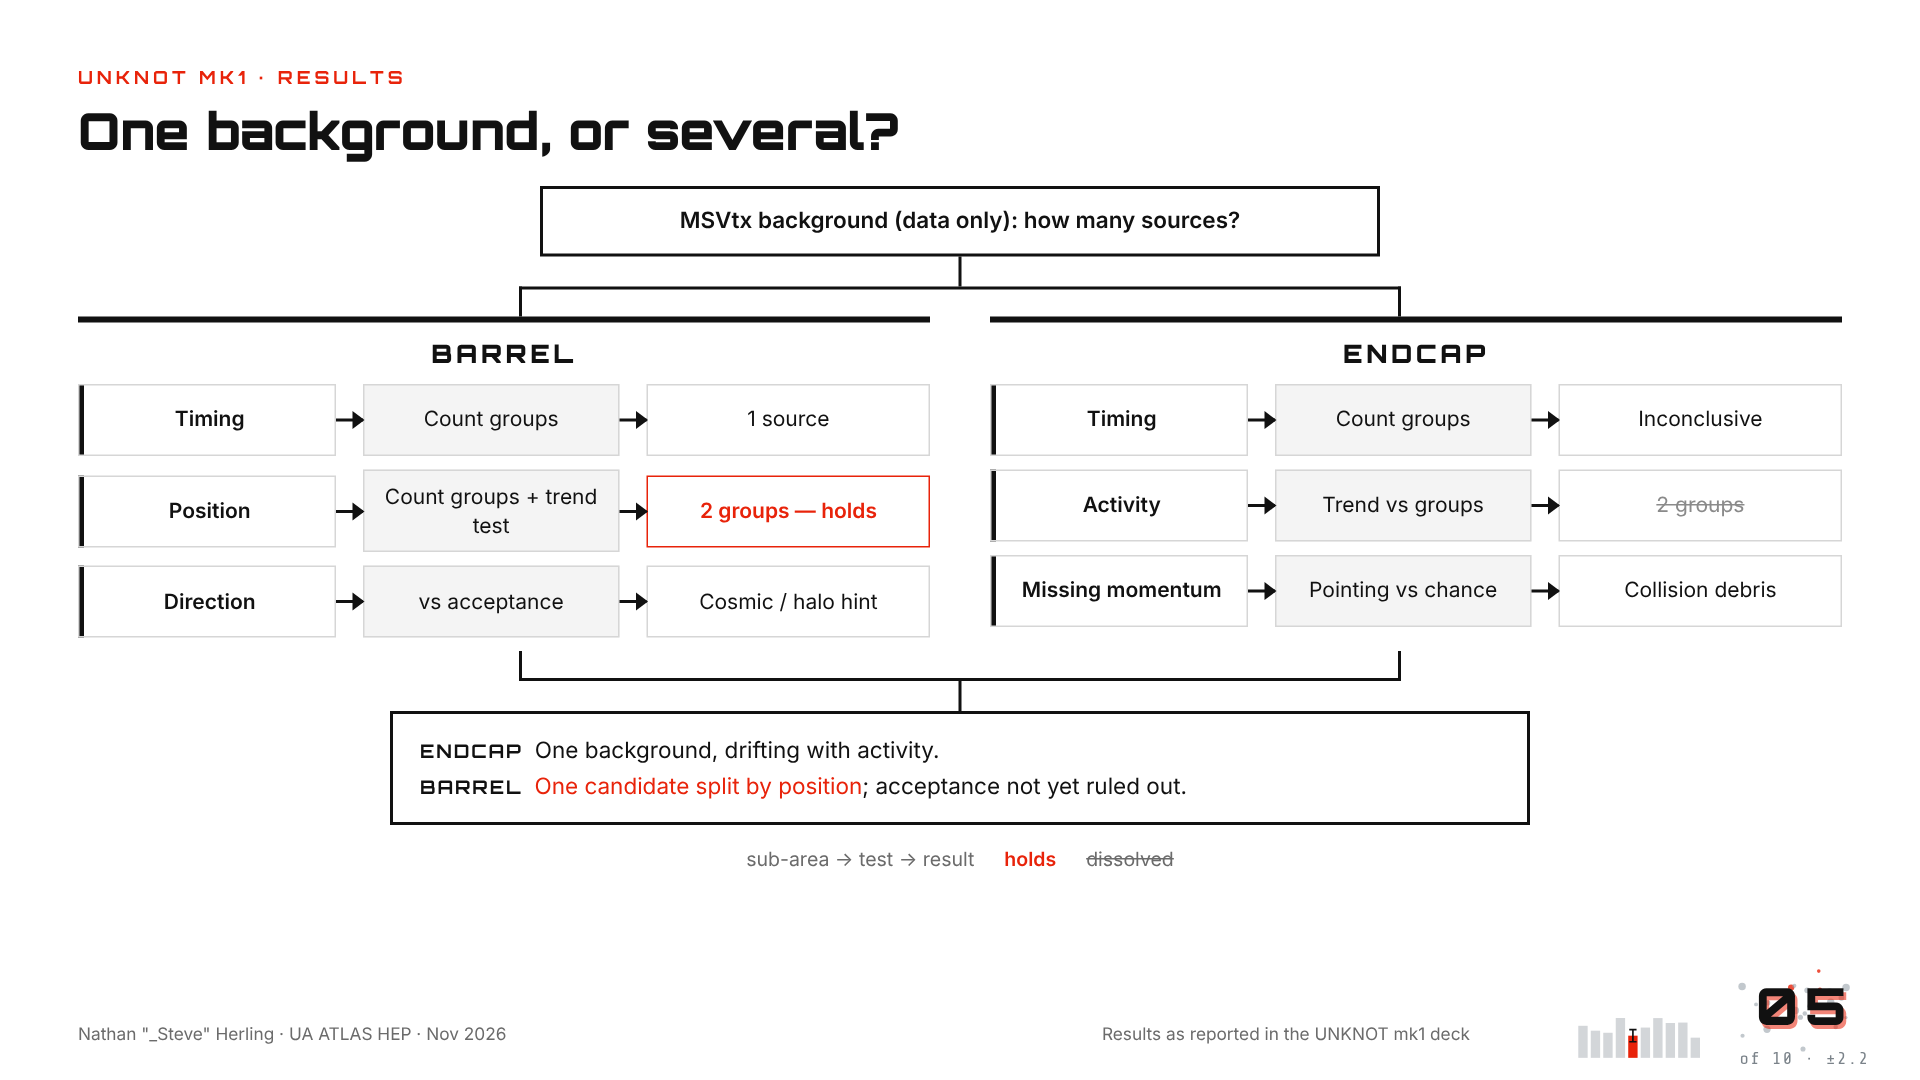 UNKNOT MK1 · RESULTS
One background, or several?
MSVtx background (data only): how many sources?
BARREL
Timing
Count groups
1 source
Position
Count groups + trend
test
2 groups — holds
Direction
vs acceptance
Cosmic / halo hint
ENDCAP
Timing
Count groups
Inconclusive
Activity
Trend vs groups
2 groups
Missing momentum
Pointing vs chance
Collision debris
ENDCAP One background, drifting with activity.
BARREL One candidate split by position; acceptance not yet ruled out.
sub-area → test → result holds dissolved
Nathan "_Steve" Herling · UA ATLAS HEP · Nov 2026
Results as reported in the UNKNOT mk1 deck
05
of 10 · ±2.2